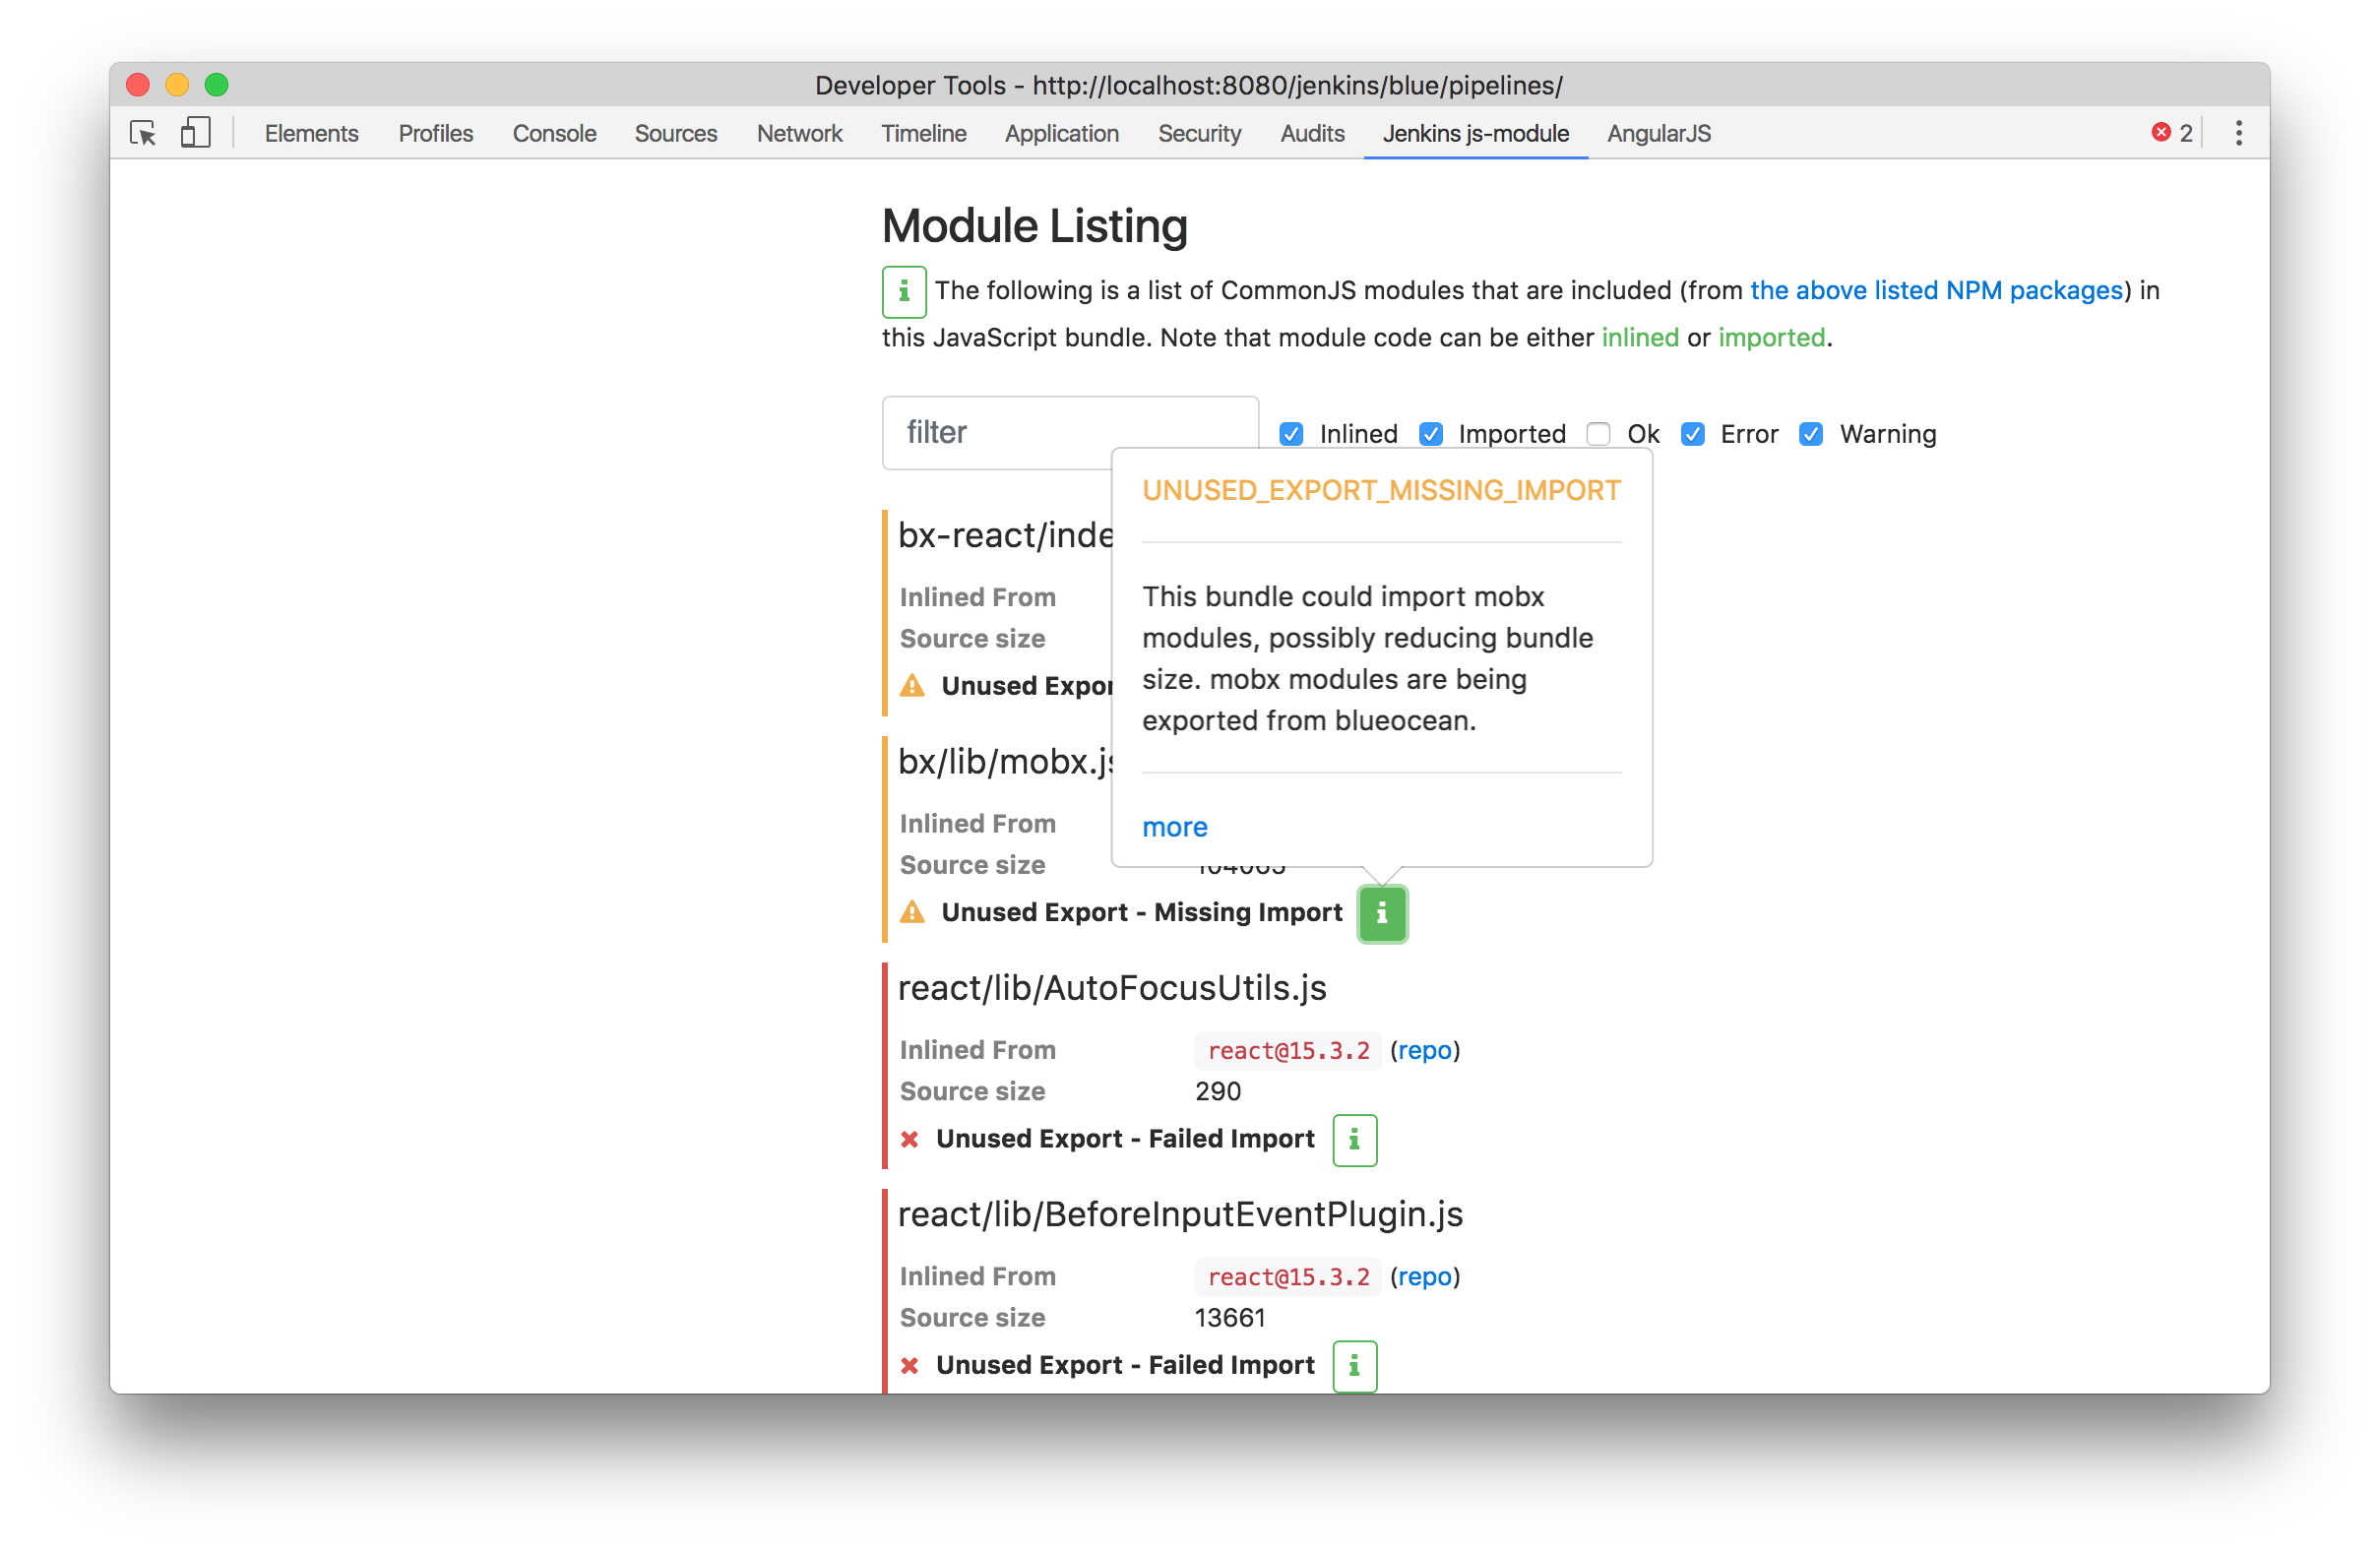 Developer Tools - http://localhost:8080/jenkins/blue/pipelines/
Elements Profiles Console Sources Network Timeline Application Security Audits Jenkins js-module AngularJS 2
Module Listing
The following is a list of CommonJS modules that are included (from the above listed NPM packages) in
this JavaScript bundle. Note that module code can be either inlined or imported.
filter Inlined Imported Ok Error Warning
UNUSED_EXPORT_MISSING_IMPORT
This bundle could import mobx
modules, possibly reducing bundle
size. mobx modules are being
exported from blueocean.
more
bx-react/inde
Inlined From
Source size
Unused Expor
bx/lib/mobx.js
Inlined From
Source size
Unused Export - Missing Import
react/lib/AutoFocusUtils.js
Inlined From react@15.3.2 (repo)
Source size 290
Unused Export - Failed Import
react/lib/BeforeInputEventPlugin.js
Inlined From react@15.3.2 (repo)
Source size 13661
Unused Export - Failed Import